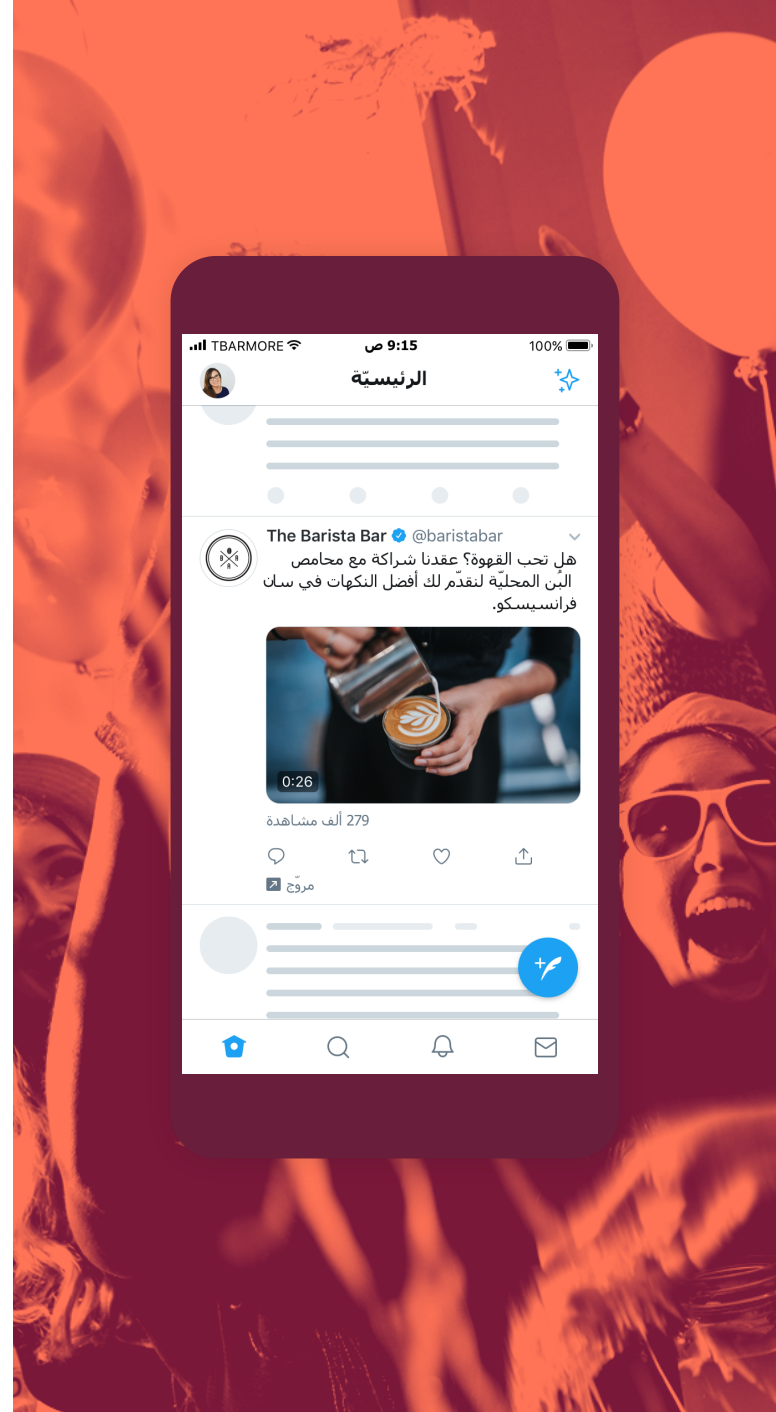 TBARMORE
9:15 ص
100%
الرئيسيّة
The Barista Bar @baristabar
هل تحب القهوة؟ عقدنا شراكة مع محامص
البُن المحليّة لنقدّم لك أفضل النكهات في سان
فرانسيسكو.
0:26
279 ألف مشاهدة
مروّج